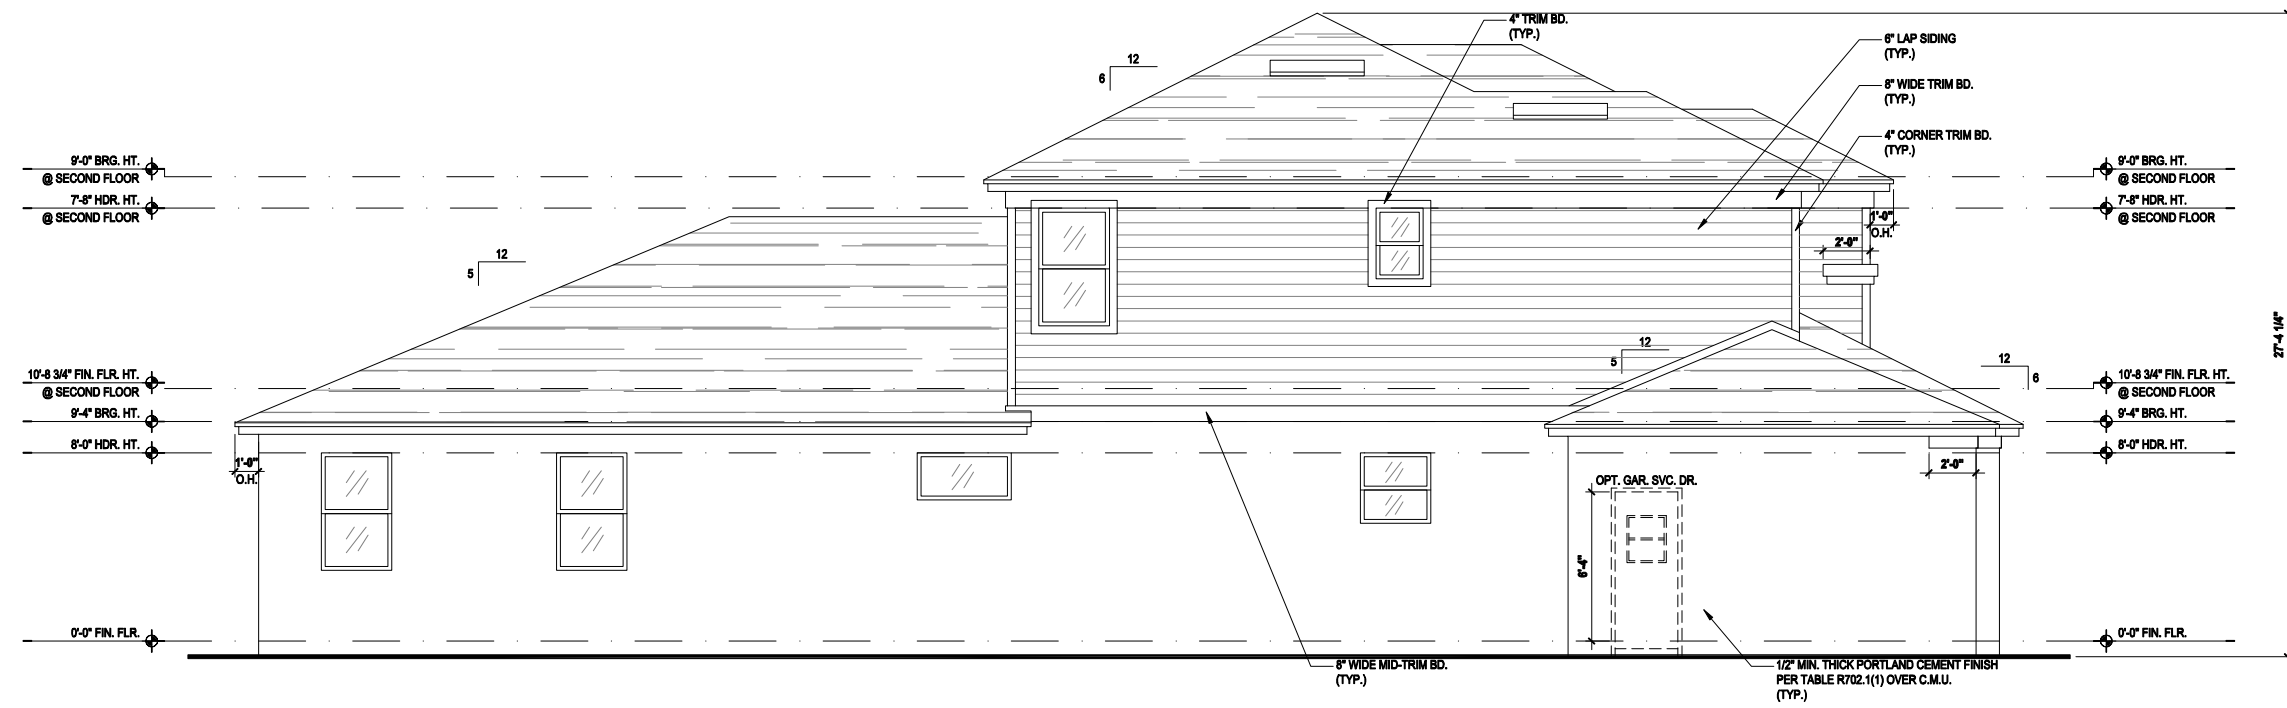 4" TRIM BD.
(TYP.)
6" LAP SIDING
(TYP.)
8" WIDE TRIM BD.
(TYP.)
4" CORNER TRIM BD.
(TYP.)
12
6
9'-0" BRG. HT.
@ SECOND FLOOR
7'-8" HDR. HT.
@ SECOND FLOOR
9'-0" BRG. HT.
@ SECOND FLOOR
7'-8" HDR. HT.
@ SECOND FLOOR
1'-0"
O.H.
2'-0"
12
5
27'-4 1/4"
12
5
12
6
10'-8 3/4" FIN. FLR. HT.
@ SECOND FLOOR
9'-4" BRG. HT.
8'-0" HDR. HT.
10'-8 3/4" FIN. FLR. HT.
@ SECOND FLOOR
9'-4" BRG. HT.
8'-0" HDR. HT.
1'-0"
O.H.
2'-0"
OPT. GAR. SVC. DR.
6'-4"
0'-0" FIN. FLR.
0'-0" FIN. FLR.
8" WIDE MID-TRIM BD.
(TYP.)
1/2" MIN. THICK PORTLAND CEMENT FINISH
PER TABLE R702.1(1) OVER C.M.U.
(TYP.)